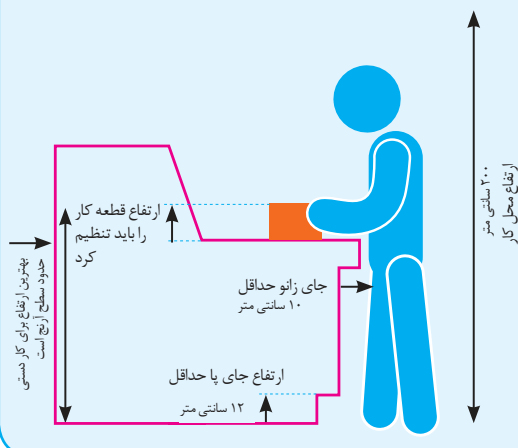 ۲۰۰ سانتی متر
ارتفاع محل کار
ارتفاع قطعه کار
را باید تنظیم
کرد
بهترین ارتفاع برای کار دستی
حدود سطح آرنج است
جای زانو حداقل
۱۰ سانتی متر
ارتفاع جای پا حداقل
۱۲ سانتی متر